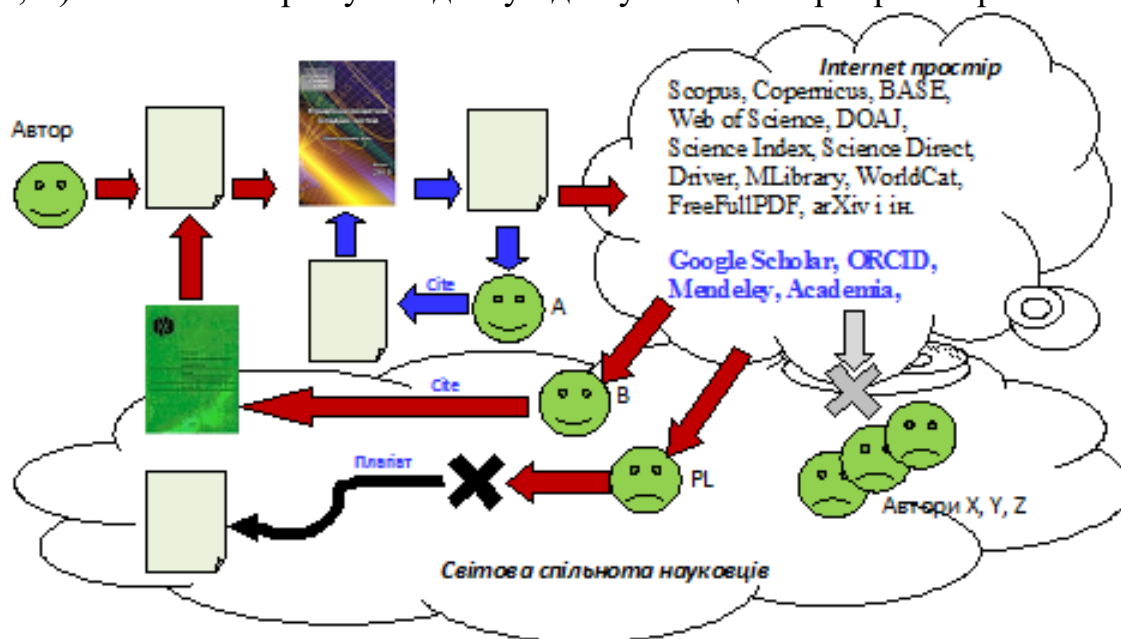 Автор
Internet простір
Scopus, Copernicus, BASE,
Web of Science, DOAJ,
Science Index, Science Direct,
Driver, MLibrary, WorldCat,
FreeFullPDF, arXiv і ін.
Google Scholar, ORCID,
Mendeley, Academia,
Cite
A
Cite
B
Плагіат
PL
Автори X, Y, Z
Світова спільнота науковців